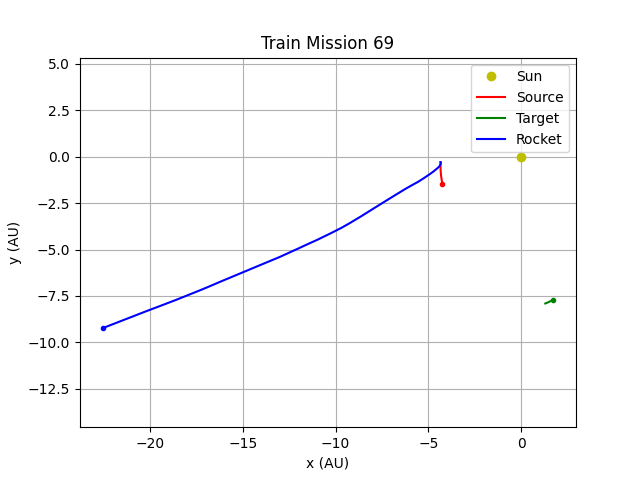 Train Mission 69
Sun
Source
Target
Rocket
y (AU)
5.0
2.5
0.0
−2.5
−5.0
−7.5
−10.0
−12.5
−20
−15
−10
−5
0
x (AU)